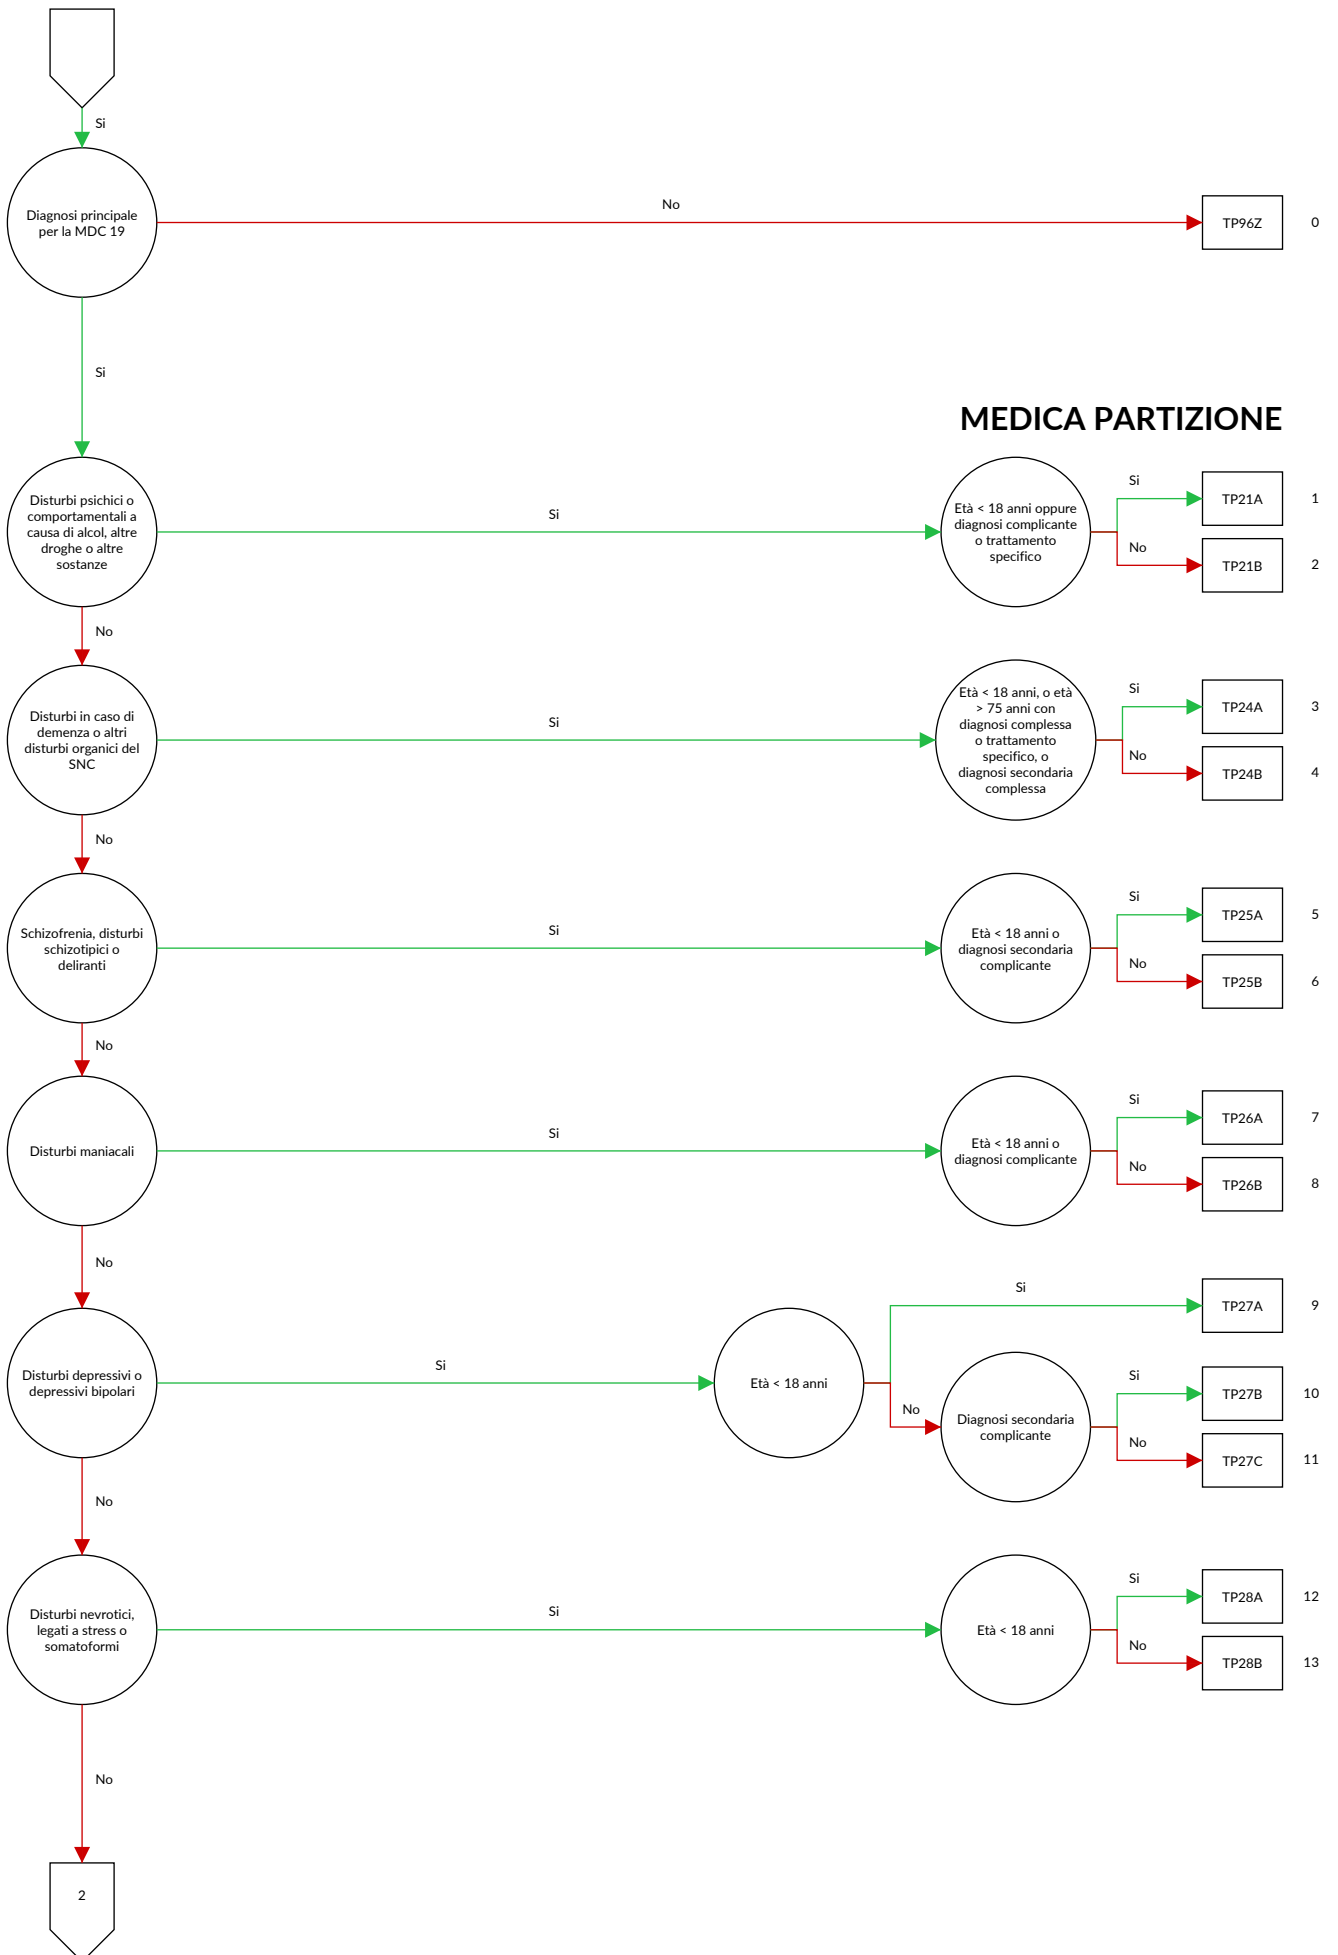 Si
Diagnosi principale
per la MDC 19
No
TP96Z
0
Si
MEDICA PARTIZIONE
Disturbi psichici o
comportamentali a
causa di alcol, altre
droghe o altre
sostanze
Si
Età < 18 anni oppure
diagnosi complicante
o trattamento
specifico
Si
TP21A
1
No
TP21B
2
No
Disturbi in caso di
demenza o altri
disturbi organici del
SNC
Si
Età < 18 anni, o età
> 75 anni con
diagnosi complessa
o trattamento
specifico, o
diagnosi secondaria
complessa
Si
TP24A
3
No
TP24B
4
No
Schizofrenia, disturbi
schizotipici o
deliranti
Si
Età < 18 anni o
diagnosi secondaria
complicante
Si
TP25A
5
No
TP25B
6
No
Disturbi maniacali
Si
Età < 18 anni o
diagnosi complicante
Si
TP26A
7
No
TP26B
8
No
Disturbi depressivi o
depressivi bipolari
Si
Età < 18 anni
Si
TP27A
9
No
Diagnosi secondaria
complicante
Si
TP27B
10
No
TP27C
11
No
Disturbi nevrotici,
legati a stress o
somatoformi
Si
Età < 18 anni
Si
TP28A
12
No
TP28B
13
No
2